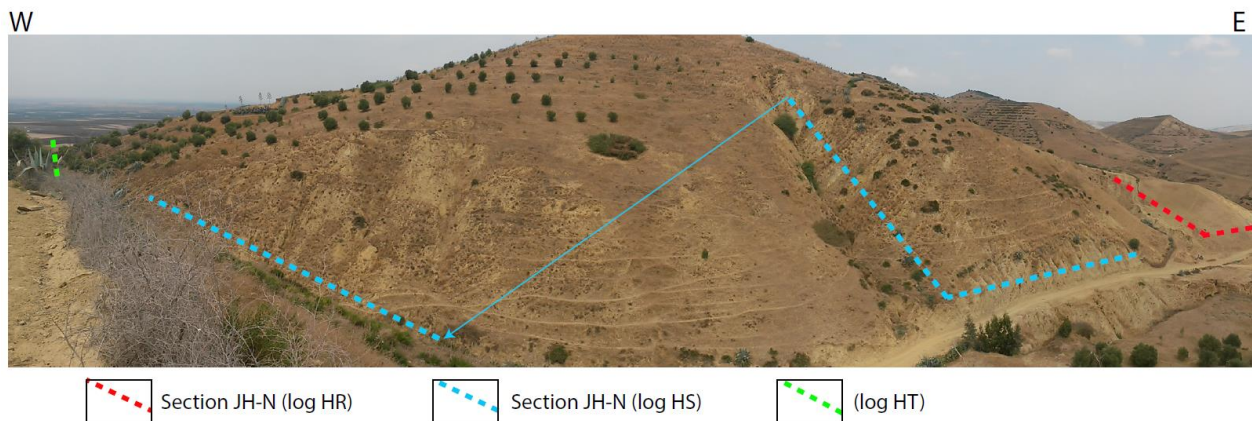 W E
Section JH-N (log HR) Section JH-N (log HS) (log HT)